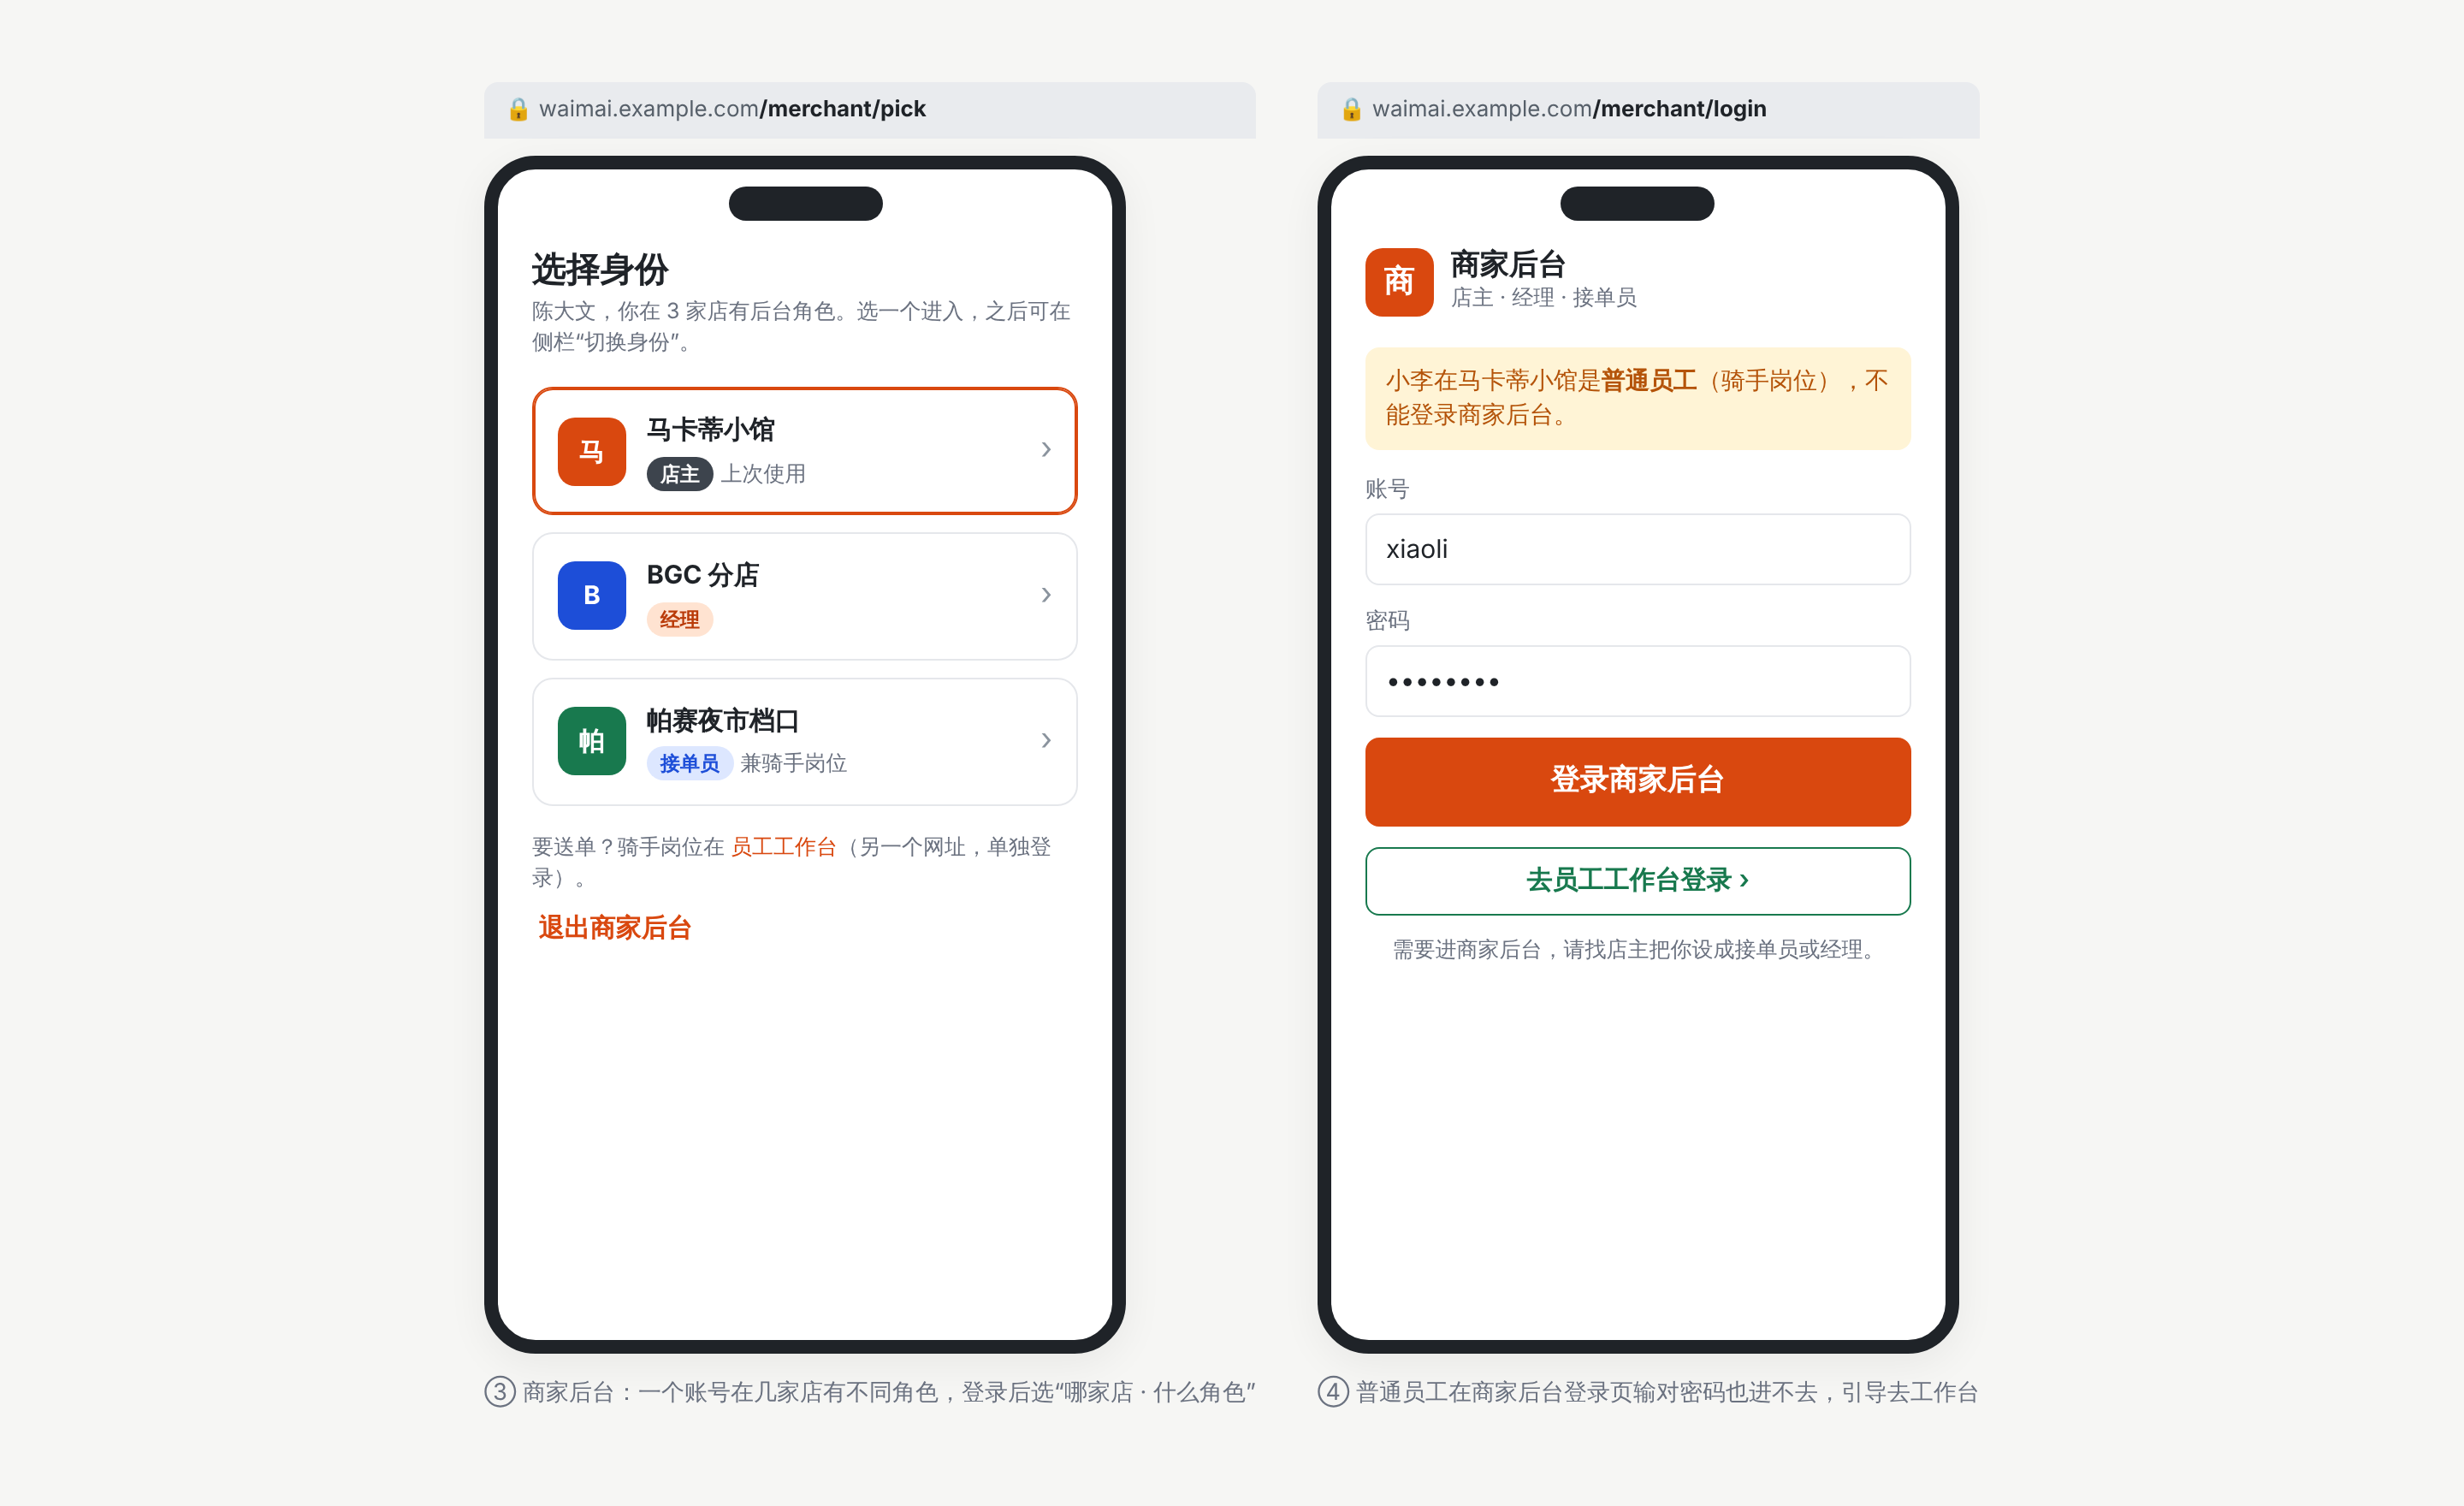 🔒 waimai.example.com/merchant/pick
选择身份
陈大文，你在 3 家店有后台角色。选一个进入，之后可在
侧栏“切换身份”。
马
马卡蒂小馆
店主 上次使用
›
B
BGC 分店
经理
›
帕
帕赛夜市档口
接单员 兼骑手岗位
›
要送单？骑手岗位在 员工工作台（另一个网址，单独登
录）。
退出商家后台
③ 商家后台：一个账号在几家店有不同角色，登录后选“哪家店 · 什么角色”
🔒 waimai.example.com/merchant/login
商
商家后台
店主 · 经理 · 接单员
小李在马卡蒂小馆是普通员工（骑手岗位），不
能登录商家后台。
账号
xiaoli
密码
••••••••
登录商家后台
去员工工作台登录 ›
需要进商家后台，请找店主把你设成接单员或经理。
④ 普通员工在商家后台登录页输对密码也进不去，引导去工作台